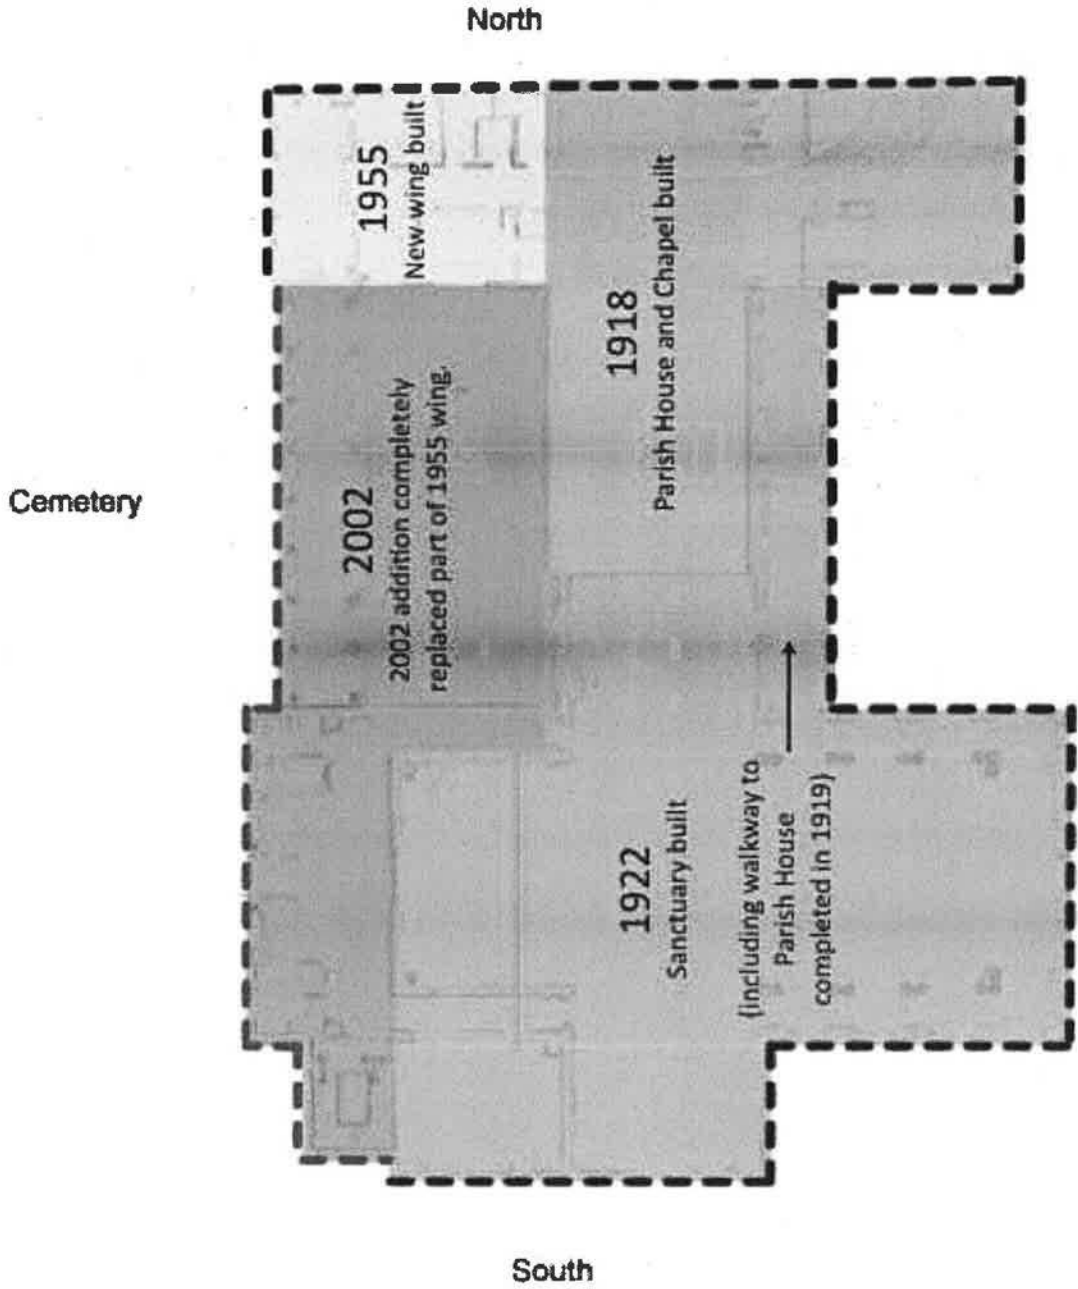 North
1955
New wing built
1918
Parish House and Chapel built
Cemetery
2002
2002 addition completely
replaced part of 1955 wing.
1922
Sanctuary built
(including walkway to
Parish House
completed in 1919)
South